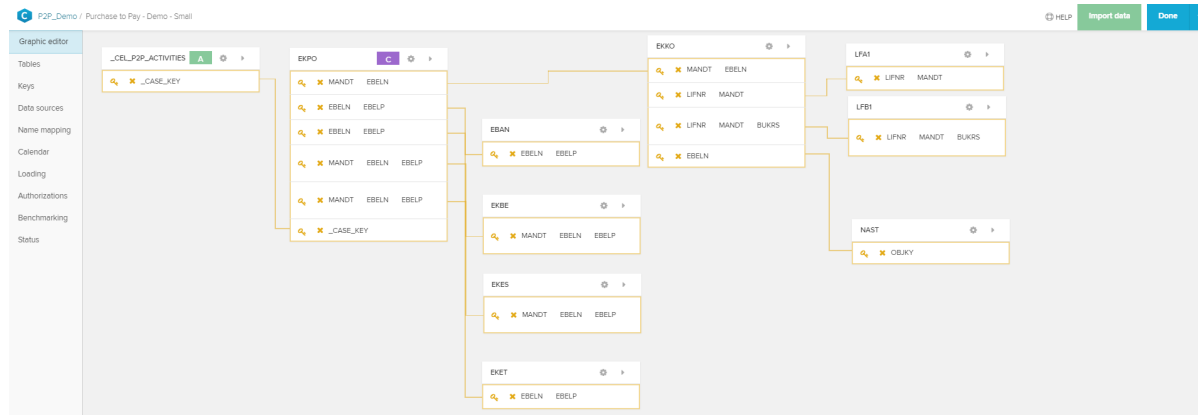 C P2P_Demo / Purchase to Pay - Demo - Small HELP Import data Done
Graphic editor
Tables
Keys
Data sources
Name mapping
Calendar
Loading
Authorizations
Benchmarking
Status
_CEL_P2P_ACTIVITIES A
_CASE_KEY
EKPO C
MANDT EBELN
EBELN EBELP
EBELN EBELP
MANDT EBELN EBELP
MANDT EBELN EBELP
_CASE_KEY
EBAN
EBELN EBELP
EKBE
MANDT EBELN EBELP
EKES
MANDT EBELN EBELP
EKET
EBELN EBELP
EKKO
MANDT EBELN
LIFNR MANDT
LIFNR MANDT BUKRS
EBELN
LFA1
LIFNR MANDT
LFB1
LIFNR MANDT BUKRS
NAST
OBJKY